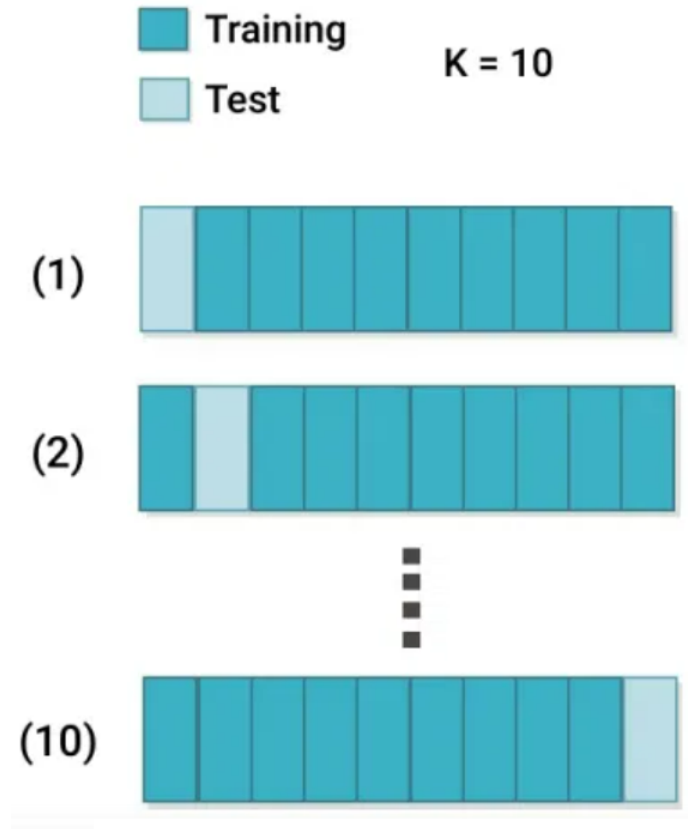 Training
K = 10
Test
(1)
(2)
(10)